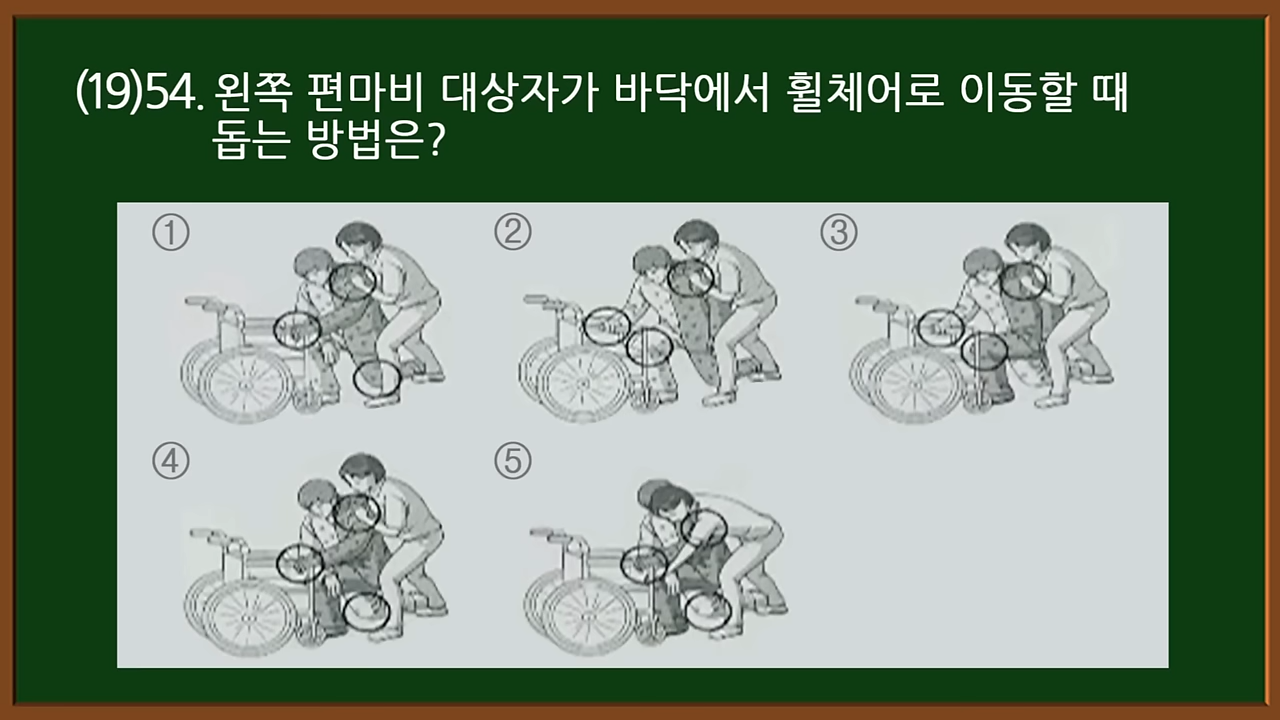 (19)54. 왼쪽 편마비 대상자가 바닥에서 휠체어로 이동할 때
돕는 방법은?
① ② ③
④ ⑤